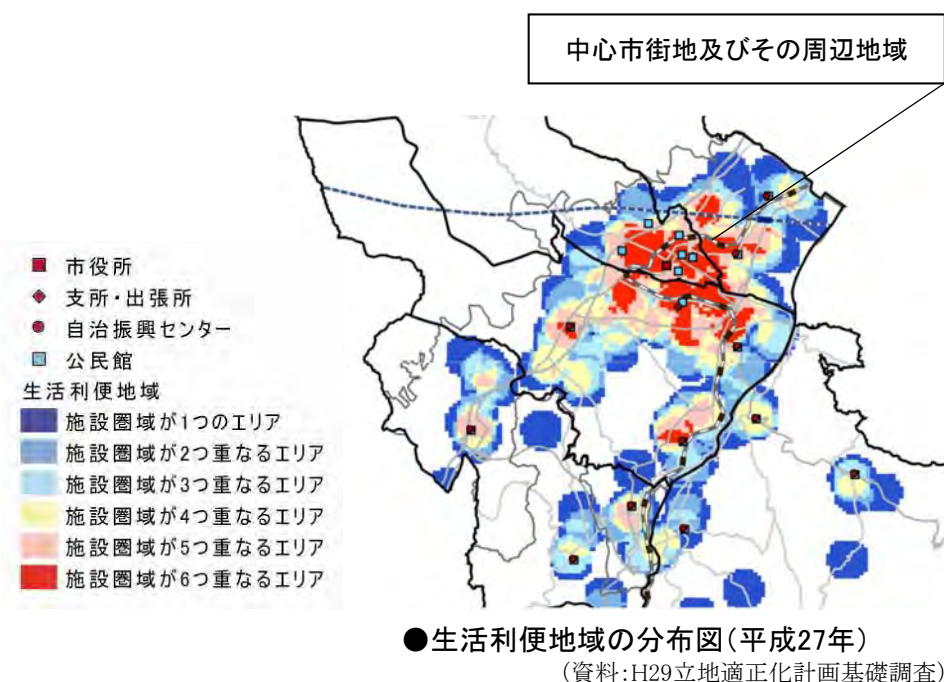 中心市街地及びその周辺地域
市役所
支所・出張所
自治振興センター
公民館
生活利便地域
施設圏域が1つのエリア
施設圏域が2つ重なるエリア
施設圏域が3つ重なるエリア
施設圏域が4つ重なるエリア
施設圏域が5つ重なるエリア
施設圏域が6つ重なるエリア
●生活利便地域の分布図(平成27年)
(資料:H29立地適正化計画基礎調査)